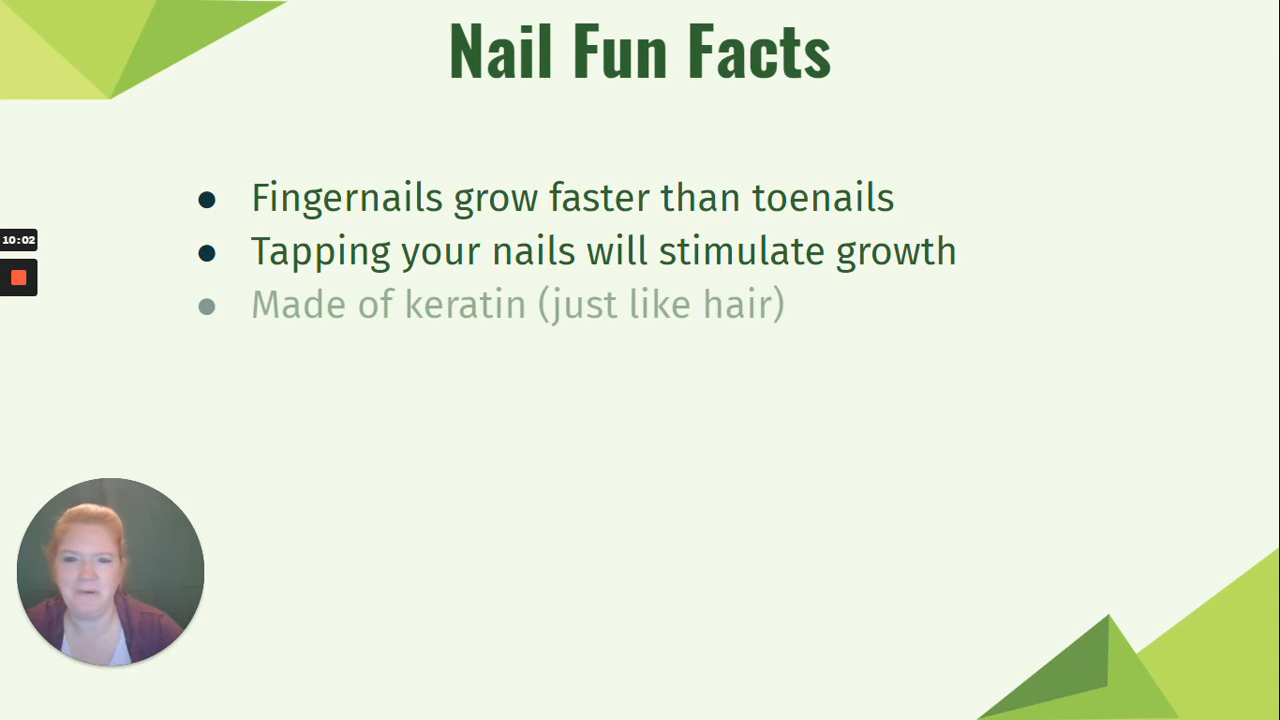 Nail Fun Facts
● Fingernails grow faster than toenails
● Tapping your nails will stimulate growth
10:02
● Made of keratin (just like hair)